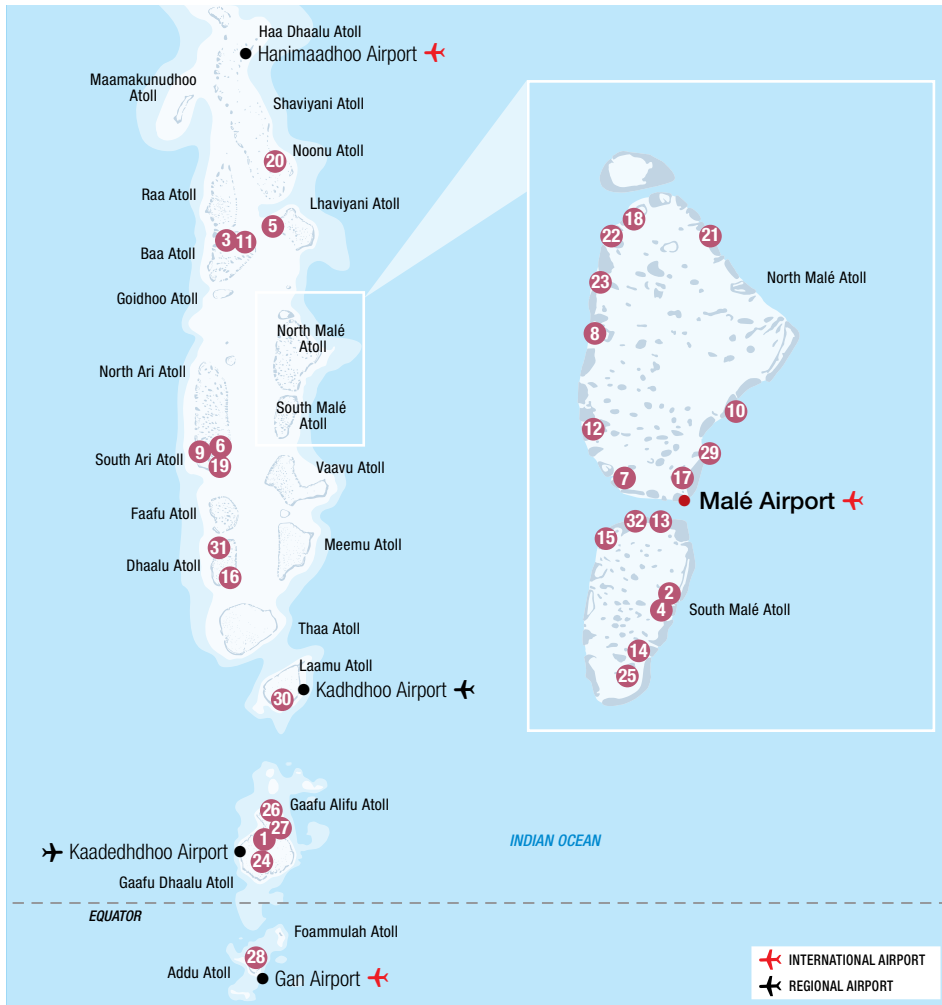 Haa Dhaalu Atoll
Hanimaadhoo Airport
Maamakunudhoo
Atoll
Shaviyani Atoll
20
Noonu Atoll
Raa Atoll
Lhaviyani Atoll
5
3
11
Baa Atoll
Goidhoo Atoll
North Malé
Atoll
North Ari Atoll
South Malé
Atoll
6
9
South Ari Atoll
19
Vaavu Atoll
Faafu Atoll
31
Meemu Atoll
Dhaalu Atoll
16
Thaa Atoll
Laamu Atoll
Kadhdhoo Airport
30
26
Gaafu Alifu Atoll
27
1
Kaadedhdhoo Airport
24
Gaafu Dhaalu Atoll
INDIAN OCEAN
EQUATOR
Foammulah Atoll
28
Addu Atoll
Gan Airport
18
22
21
23
North Malé Atoll
8
10
12
29
7
17
Malé Airport
32
13
15
2
4
South Malé Atoll
14
25
INTERNATIONAL AIRPORT
REGIONAL AIRPORT